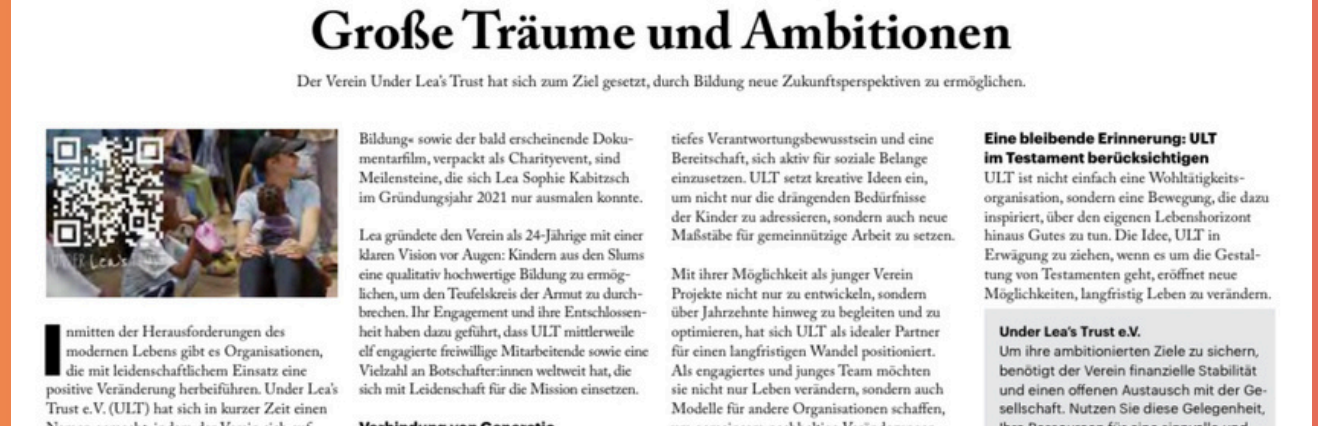 Große Träume und Ambitionen
Der Verein Under Lea's Trust hat sich zum Ziel gesetzt, durch Bildung neue Zukunftsperspektiven zu ermöglichen.
Lea's
Inmitten der Herausforderungen des
modernen Lebens gibt es Organisationen,
die mit leidenschaftlichem Einsatz eine
positive Veränderung herbeiführen. Under Lea's
Trust e.V. (ULT) hat sich in kurzer Zeit einen
Bildung« sowie der bald erscheinende Doku-
mentarfilm, verpackt als Charityevent, sind
Meilensteine, die sich Lea Sophie Kabitzsch
im Gründungsjahr 2021 nur ausmalen konnte.
Lea gründete den Verein als 24-Jährige mit einer
klaren Vision vor Augen: Kindern aus den Slums
eine qualitativ hochwertige Bildung zu ermög-
lichen, um den Teufelskreis der Armut zu durch-
brechen. Ihr Engagement und ihre Entschlossen-
heit haben dazu geführt, dass ULT mittlerweile
elf engagierte freiwillige Mitarbeitende sowie eine
Vielzahl an Botschafter:innen weltweit hat, die
sich mit Leidenschaft für die Mission einsetzen.
tiefes Verantwortungsbewusstsein und eine
Bereitschaft, sich aktiv für soziale Belange
einzusetzen. ULT setzt kreative Ideen ein,
um nicht nur die drängenden Bedürfnisse
der Kinder zu adressieren, sondern auch neue
Maßstäbe für gemeinnützige Arbeit zu setzen.
Mit ihrer Möglichkeit als junger Verein
Projekte nicht nur zu entwickeln, sondern
über Jahrzehnte hinweg zu begleiten und zu
optimieren, hat sich ULT als idealer Partner
für einen langfristigen Wandel positioniert.
Als engagiertes und junges Team möchten
sie nicht nur Leben verändern, sondern auch
Modelle für andere Organisationen schaffen,
Eine bleibende Erinnerung: ULT
im Testament berücksichtigen
ULT ist nicht einfach eine Wohltätigkeits-
organisation, sondern eine Bewegung, die dazu
inspiriert, über den eigenen Lebenshorizont
hinaus Gutes zu tun. Die Idee, ULT in
Erwägung zu ziehen, wenn es um die Gestal-
tung von Testamenten geht, eröffnet neue
Möglichkeiten, langfristig Leben zu verändern.
Under Lea's Trust e.V.
Um ihre ambitionierten Ziele zu sichern,
benötigt der Verein finanzielle Stabilität
und einen offenen Austausch mit der Ge-
sellschaft. Nutzen Sie diese Gelegenheit,